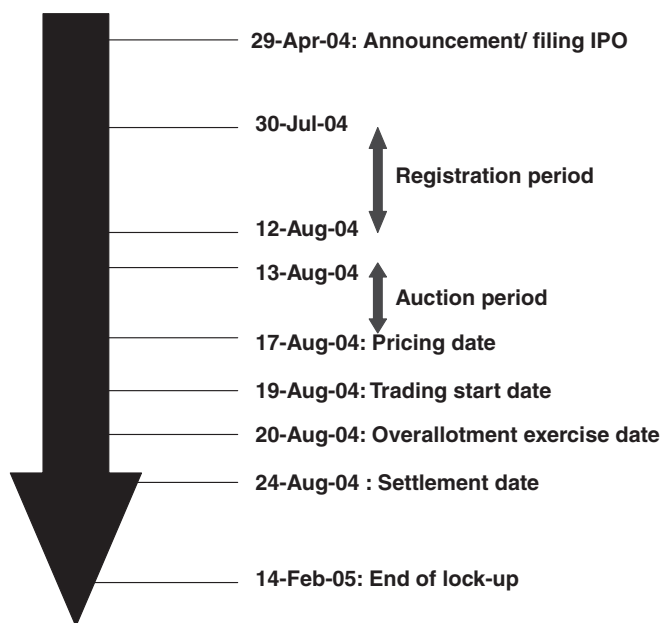 29-Apr-04: Announcement/ filing IPO
30-Jul-04
Registration period
12-Aug-04
13-Aug-04
Auction period
17-Aug-04: Pricing date
19-Aug-04: Trading start date
20-Aug-04: Overallotment exercise date
24-Aug-04 : Settlement date
14-Feb-05: End of lock-up